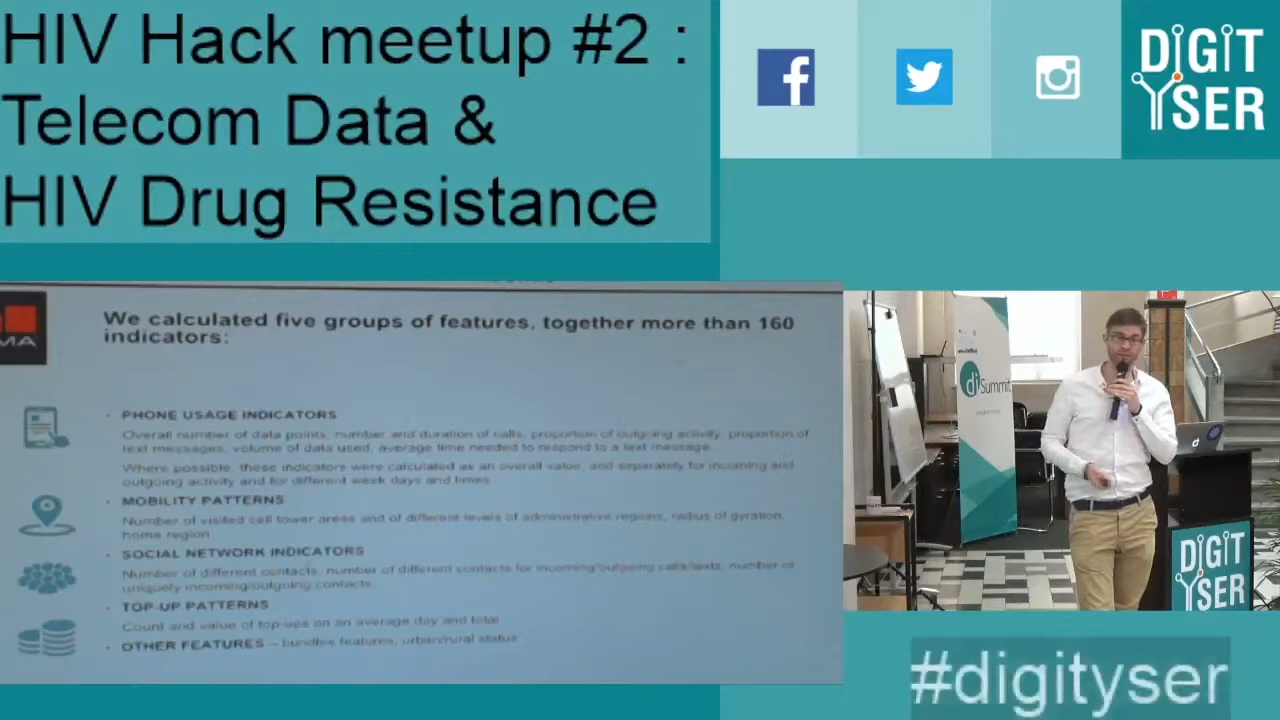 HIV Hack meetup #2 :
Telecom Data &
HIV Drug Resistance
DIGIT
YSER
MA
We calculated five groups of features, together more than 160
indicators:
• PHONE USAGE INDICATORS
Overall number of data points, number and duration of calls, proportion of outgoing activity, proportion of
text messages, volume of data used, average time needed to respond to a text message
Where possible, these indicators were calculated as an overall value, and separately for incoming and
outgoing activity and for different week days and times
• MOBILITY PATTERNS
Number of visited cell tower areas and of different levels of administrative regions, radius of gyration,
home region
• SOCIAL NETWORK INDICATORS
Number of different contacts, number of different contacts for incoming/outgoing calls/texts, number of
uniquely incoming/outgoing contacts
• TOP-UP PATTERNS
Count and value of top-ups on an average day and total
• OTHER FEATURES – bundles features, urban/rural status
di Summit
DIGIT
YSER
#digityser